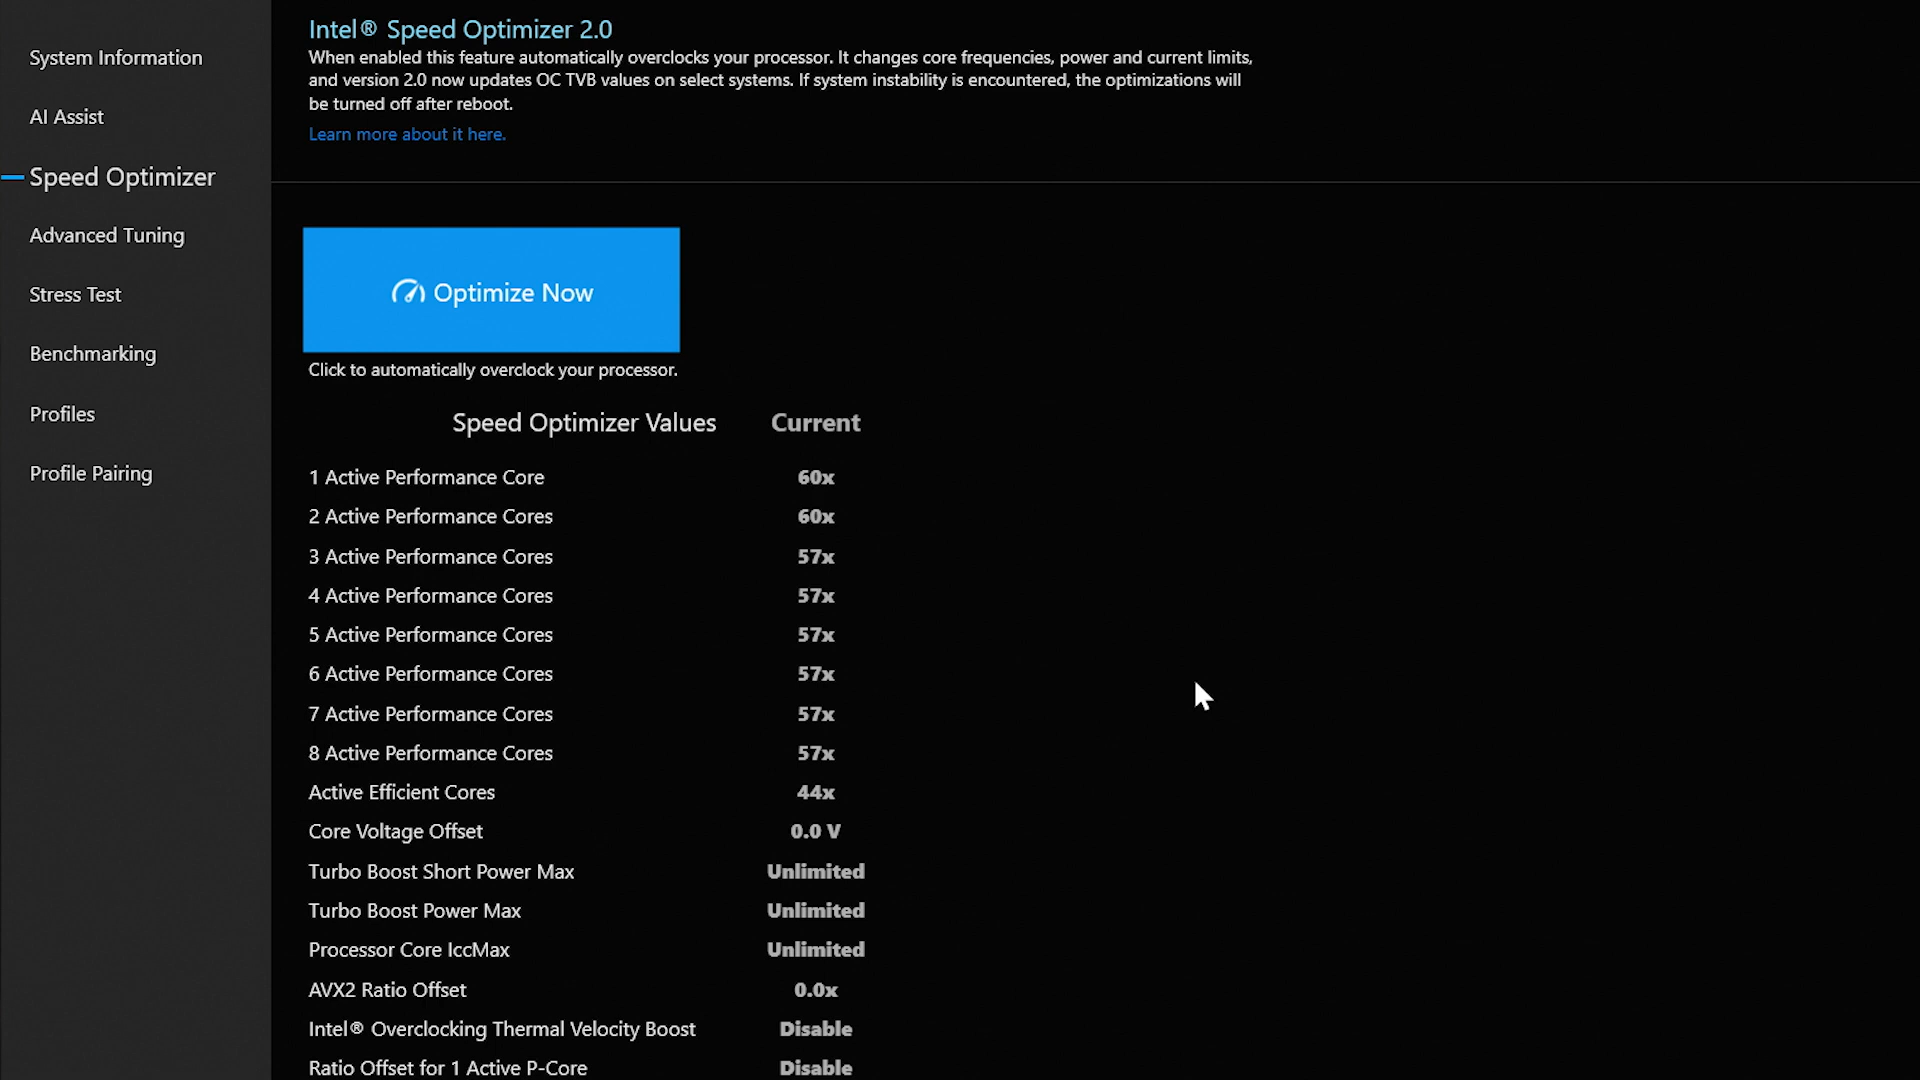 System Information
AI Assist
Speed Optimizer
Advanced Tuning
Stress Test
Benchmarking
Profiles
Profile Pairing
Intel® Speed Optimizer 2.0
When enabled this feature automatically overclocks your processor. It changes core frequencies, power and current limits,
and version 2.0 now updates OC TVB values on select systems. If system instability is encountered, the optimizations will
be turned off after reboot.
Learn more about it here.
Optimize Now
Click to automatically overclock your processor.
Speed Optimizer Values Current
1 Active Performance Core 60x
2 Active Performance Cores 60x
3 Active Performance Cores 57x
4 Active Performance Cores 57x
5 Active Performance Cores 57x
6 Active Performance Cores 57x
7 Active Performance Cores 57x
8 Active Performance Cores 57x
Active Efficient Cores 44x
Core Voltage Offset 0.0 V
Turbo Boost Short Power Max Unlimited
Turbo Boost Power Max Unlimited
Processor Core IccMax Unlimited
AVX2 Ratio Offset 0.0x
Intel® Overclocking Thermal Velocity Boost Disable
Ratio Offset for 1 Active P-Core Disable